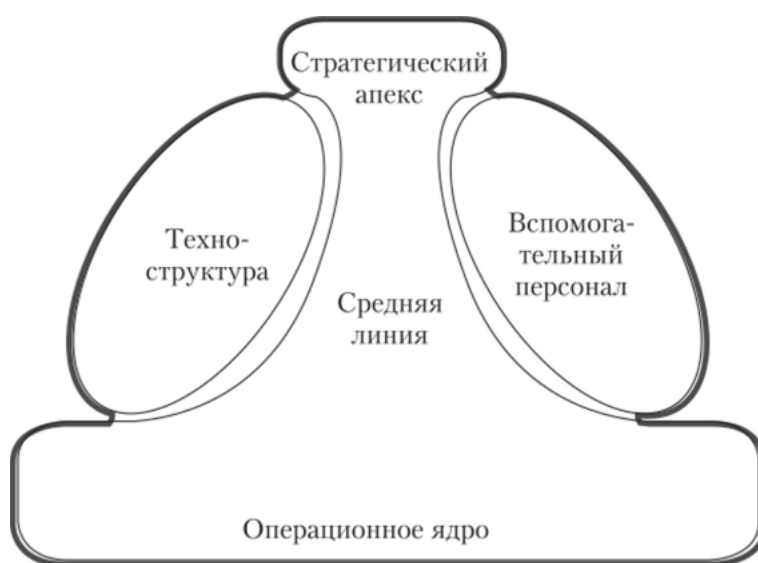 Стратегический
апекс
Техно-
структура
Вспомога-
тельный
персонал
Средняя
линия
Операционное ядро